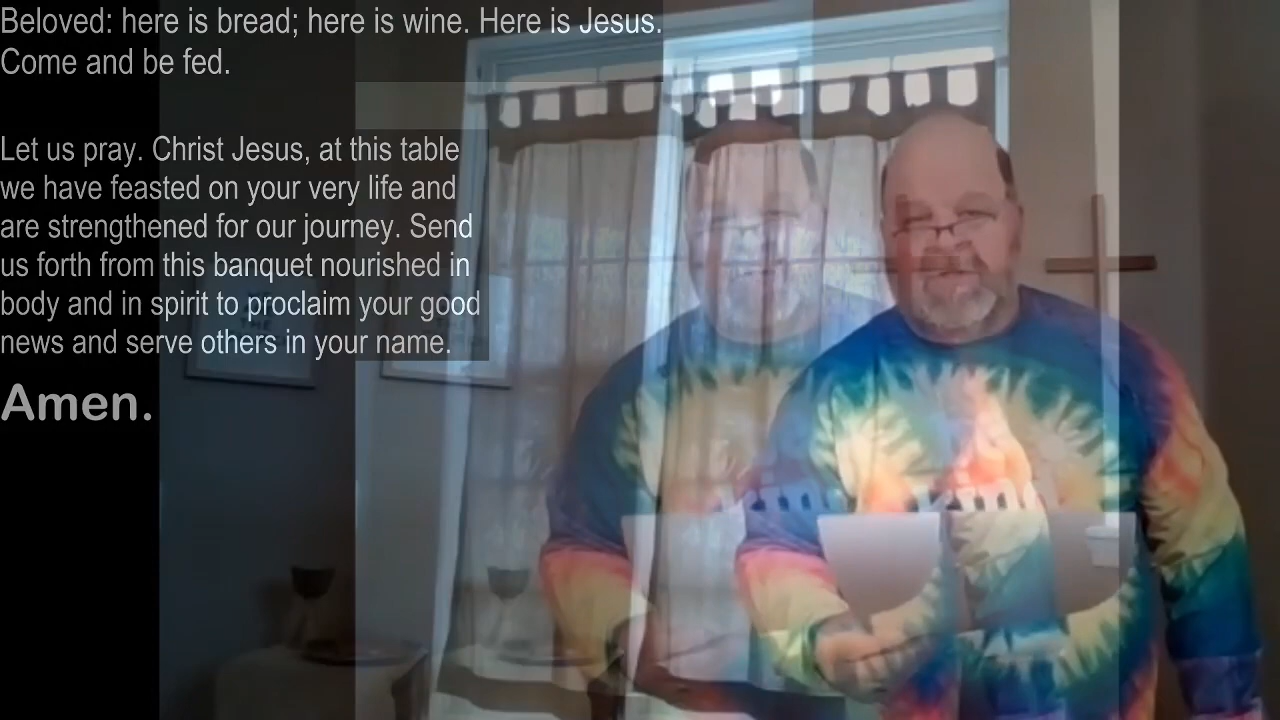 Beloved: here is bread; here is wine. Here is Jesus.
Come and be fed.
Let us pray. Christ Jesus, at this table
we have feasted on your very life and
are strengthened for our journey. Send
us forth from this banquet nourished in
body and in spirit to proclaim your good
news and serve others in your name.
Amen.